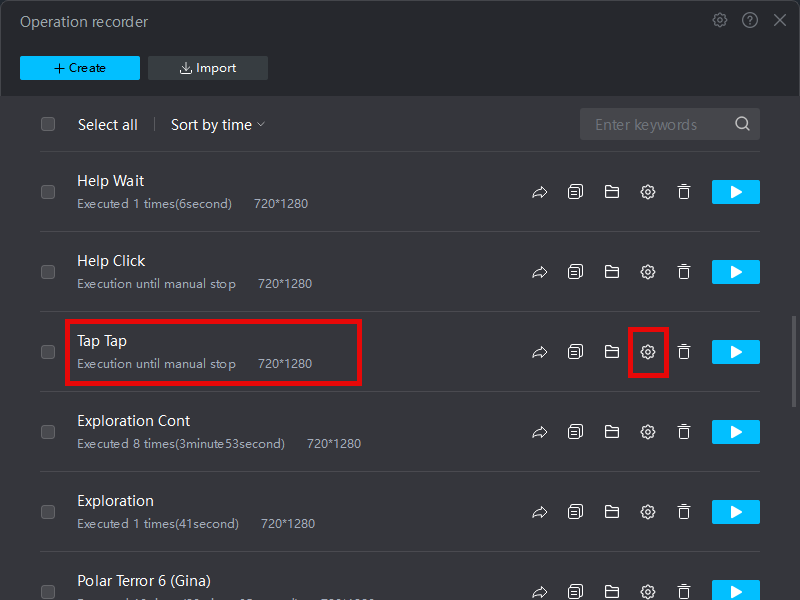 Operation recorder
Create
Import
Select all
Sort by time
Enter keywords
Help Wait
Executed 1 times(6second) 720*1280
Help Click
Execution until manual stop 720*1280
Tap Tap
Execution until manual stop 720*1280
Exploration Cont
Executed 8 times(3minute53second) 720*1280
Exploration
Executed 1 times(41second) 720*1280
Polar Terror 6 (Gina)